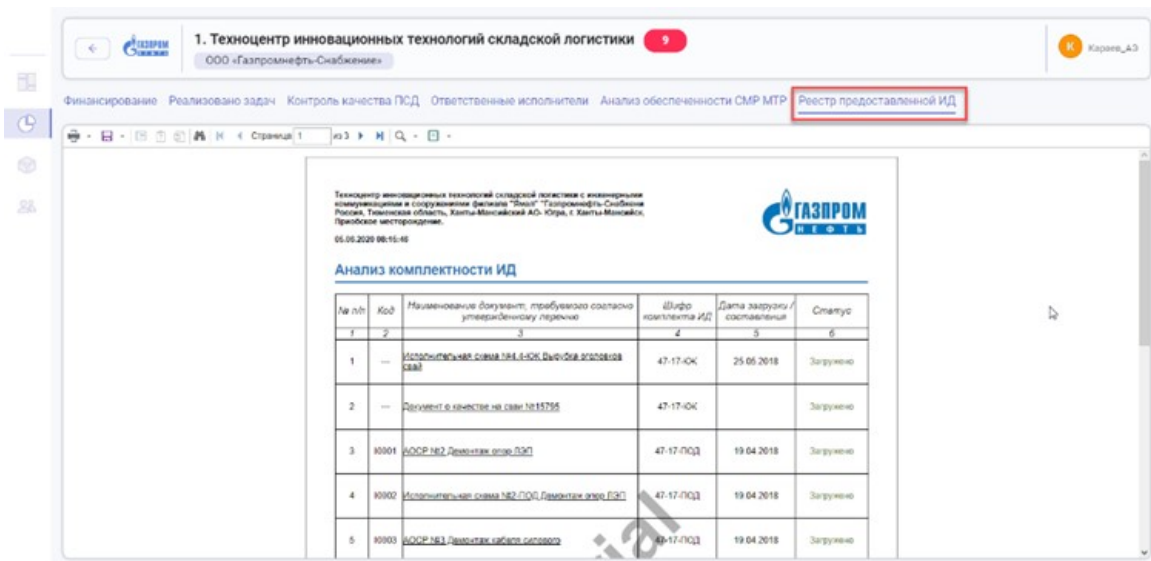 ГАЗПРОМ
1. Техноцентр инновационных технологий складской логистики 9
ООО «Газпромнефть-Снабжение»
К Караев_АЭ
Финансирование Реализовано задач Контроль качества ПСД Ответственные исполнители Анализ обеспеченности СМР МТР Реестр предоставленной ИД
Страница 1 из 3
Техноцентр инновационных технологий складской логистики с инженерными
коммуникациями и сооружениями филиала "Ямал" "Газпромнефть-Снабжени
Россия, Тюменская область, Ханты-Мансийский АО- Югра, г. Ханты-Мансийск,
Приобское месторождение.
05.06.2020 06:15:46
ГАЗПРОМ
НЕФТЬ
Анализ комплектности ИД
№ п/п Код Наименование документ, требуемого согласно утвержденному перечню Шифр комплекта ИД Дата загрузки / составления Статус
1 2 3 4 5 6
1 --- Исполнительная схема №4.4-ЮК Вырубка оголовков свай 47-17-ЮК 25.05.2018 Загружено
2 --- Документ о качестве на сваи №15795 47-17-ЮК Загружено
3 I0001 АОСР №2 Демонтаж опор ЛЭП 47-17-ПОД 19.04.2018 Загружено
4 I0002 Исполнительная схема №2-ПОД Демонтаж опор ЛЭП 47-17-ПОД 19.04.2018 Загружено
5 I0003 АОСР №3 Демонтаж кабеля силового 47-17-ПОД 19.04.2018 Загружено
ial